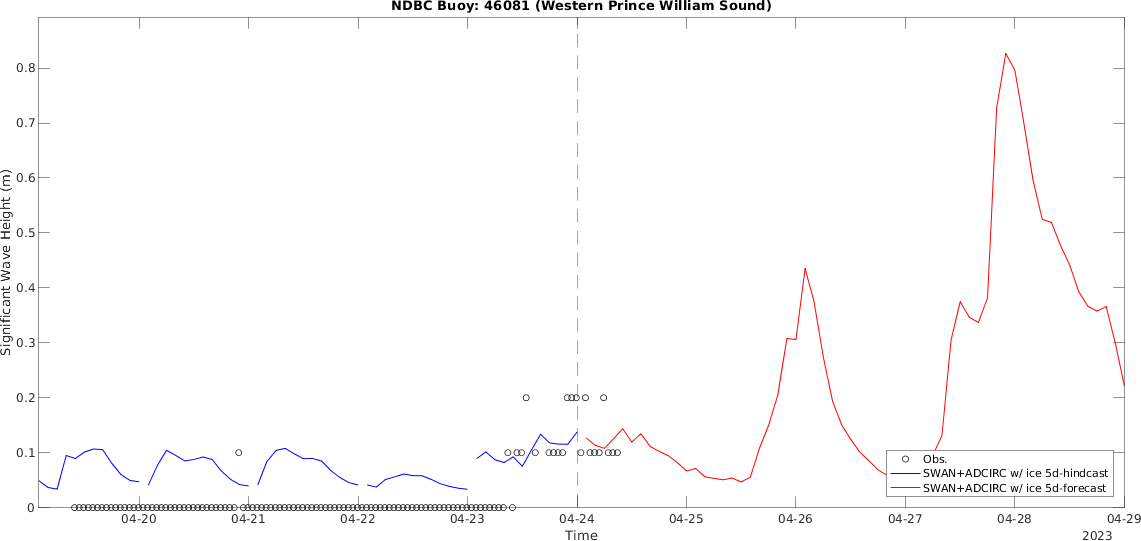 NDBC Buoy: 46081 (Western Prince William Sound)
Significant Wave Height (m)
0.8
0.7
0.6
0.5
0.4
0.3
0.2
0.1
0
Obs.
SWAN+ADCIRC w/ ice 5d-hindcast
SWAN+ADCIRC w/ ice 5d-forecast
04-20 04-21 04-22 04-23 04-24 04-25 04-26 04-27 04-28 04-29
Time
2023